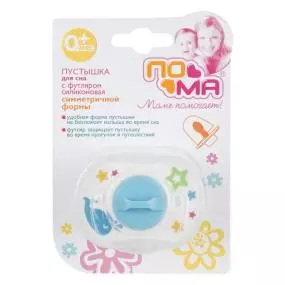 0+
ПУСТЫШКА
для сна
с футляром
силиконовая
симметричной
формы
ПОМА
Маме помогает!
• удобная форма пустышки
не беспокоит малыша во время сна
• футляр защищает пустышку
во время прогулок и путешествий